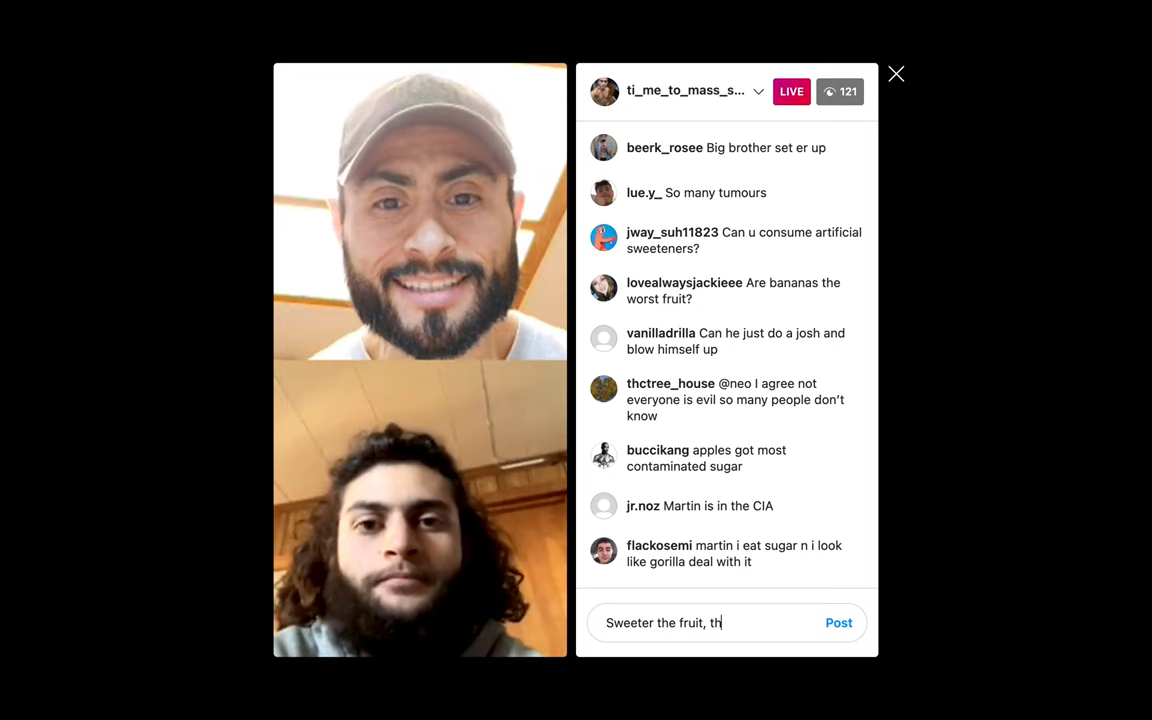 ti_me_to_mass_s...
LIVE
121
beerk_rosee Big brother set er up
lue.y_ So many tumours
jway_suh11823 Can u consume artificial
sweeteners?
lovealwaysjackieee Are bananas the
worst fruit?
vanilladrilla Can he just do a josh and
blow himself up
thctree_house @neo I agree not
everyone is evil so many people don’t
know
buccikang apples got most
contaminated sugar
jr.noz Martin is in the CIA
flackosemi martin i eat sugar n i look
like gorilla deal with it
Sweeter the fruit, th
Post